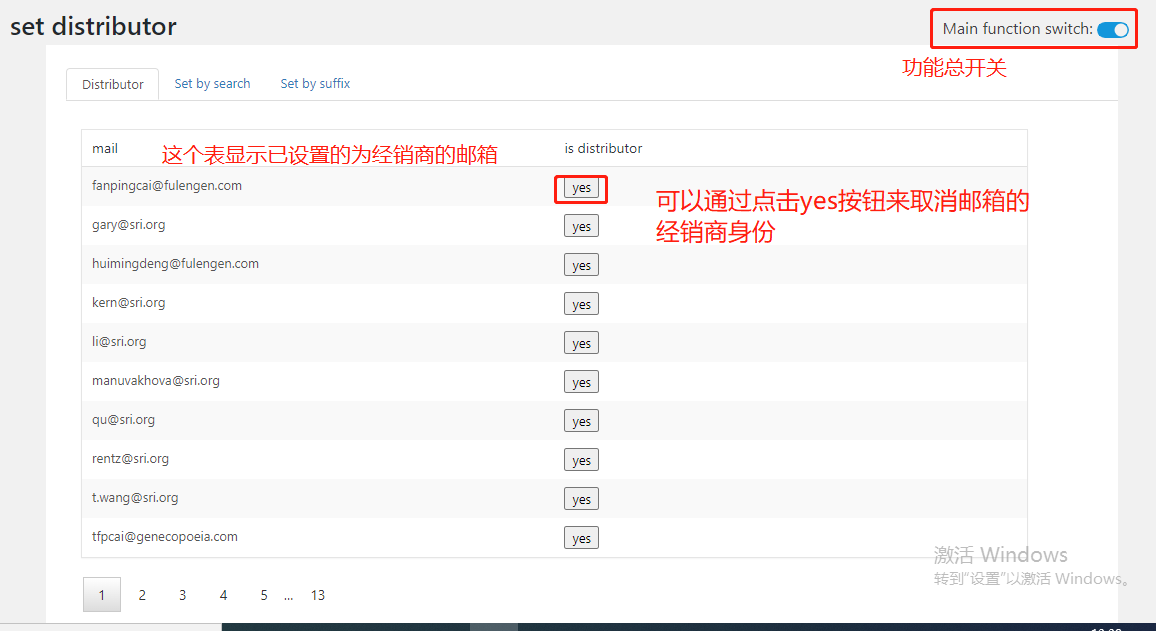 set distributor
Main function switch:
功能总开关
Distributor
Set by search
Set by suffix
mail
这个表显示已设置的为经销商的邮箱
is distributor
fanpingcai@fulengen.com
yes
可以通过点击yes按钮来取消邮箱的
经销商身份
gary@sri.org
yes
huimingdeng@fulengen.com
yes
kern@sri.org
yes
li@sri.org
yes
manuvakhova@sri.org
yes
qu@sri.org
yes
rentz@sri.org
yes
t.wang@sri.org
yes
tfpcai@genecopoeia.com
yes
激活 Windows
转到“设置”以激活 Windows。
1 2 3 4 5 ... 13